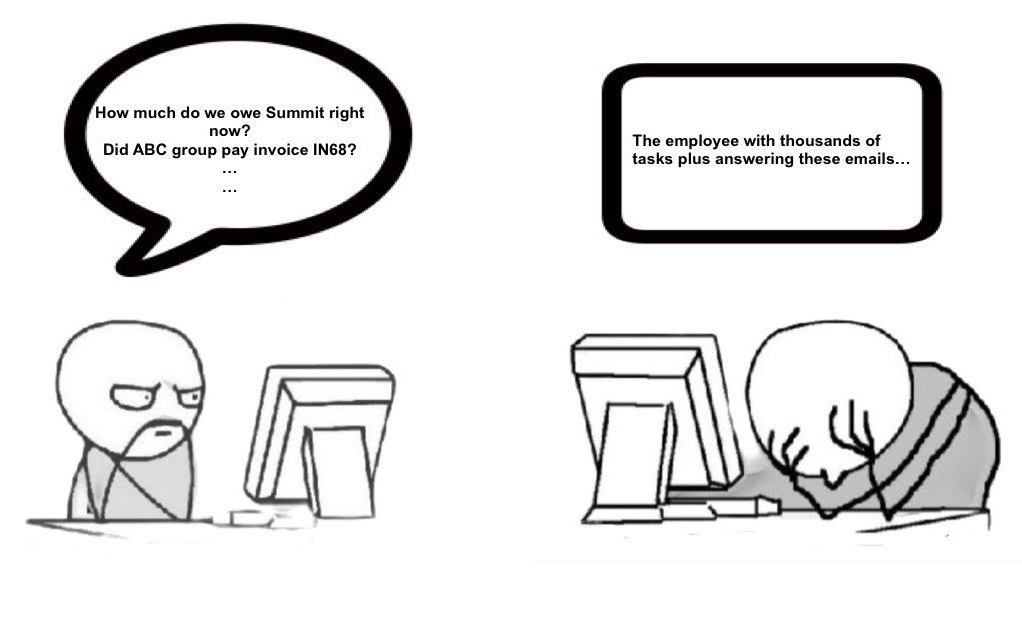 How much do we owe Summit right
now?
Did ABC group pay invoice IN68?
…
…
The employee with thousands of
tasks plus answering these emails…